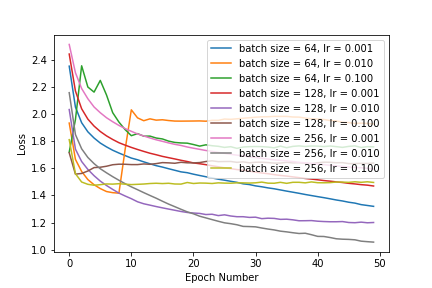 batch size = 64, lr = 0.001
batch size = 64, lr = 0.010
batch size = 64, lr = 0.100
batch size = 128, lr = 0.001
batch size = 128, lr = 0.010
batch size = 128, lr = 0.100
batch size = 256, lr = 0.001
batch size = 256, lr = 0.010
batch size = 256, lr = 0.100
2.4
2.2
2.0
1.8
1.6
1.4
1.2
1.0
Loss
0 10 20 30 40 50
Epoch Number